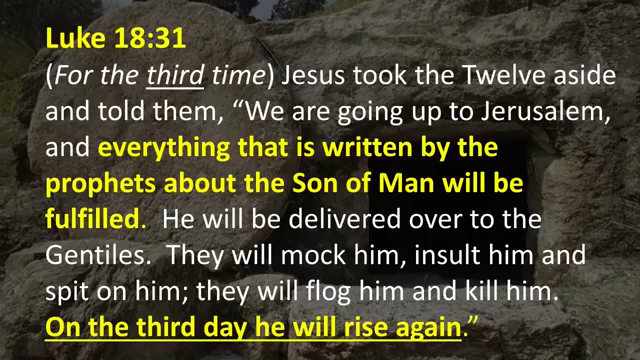 Luke 18:31
(For the third time) Jesus took the Twelve aside
and told them, “We are going up to Jerusalem,
and everything that is written by the
prophets about the Son of Man will be
fulfilled.  He will be delivered over to the
Gentiles.  They will mock him, insult him and
spit on him; they will flog him and kill him.
On the third day he will rise again.”